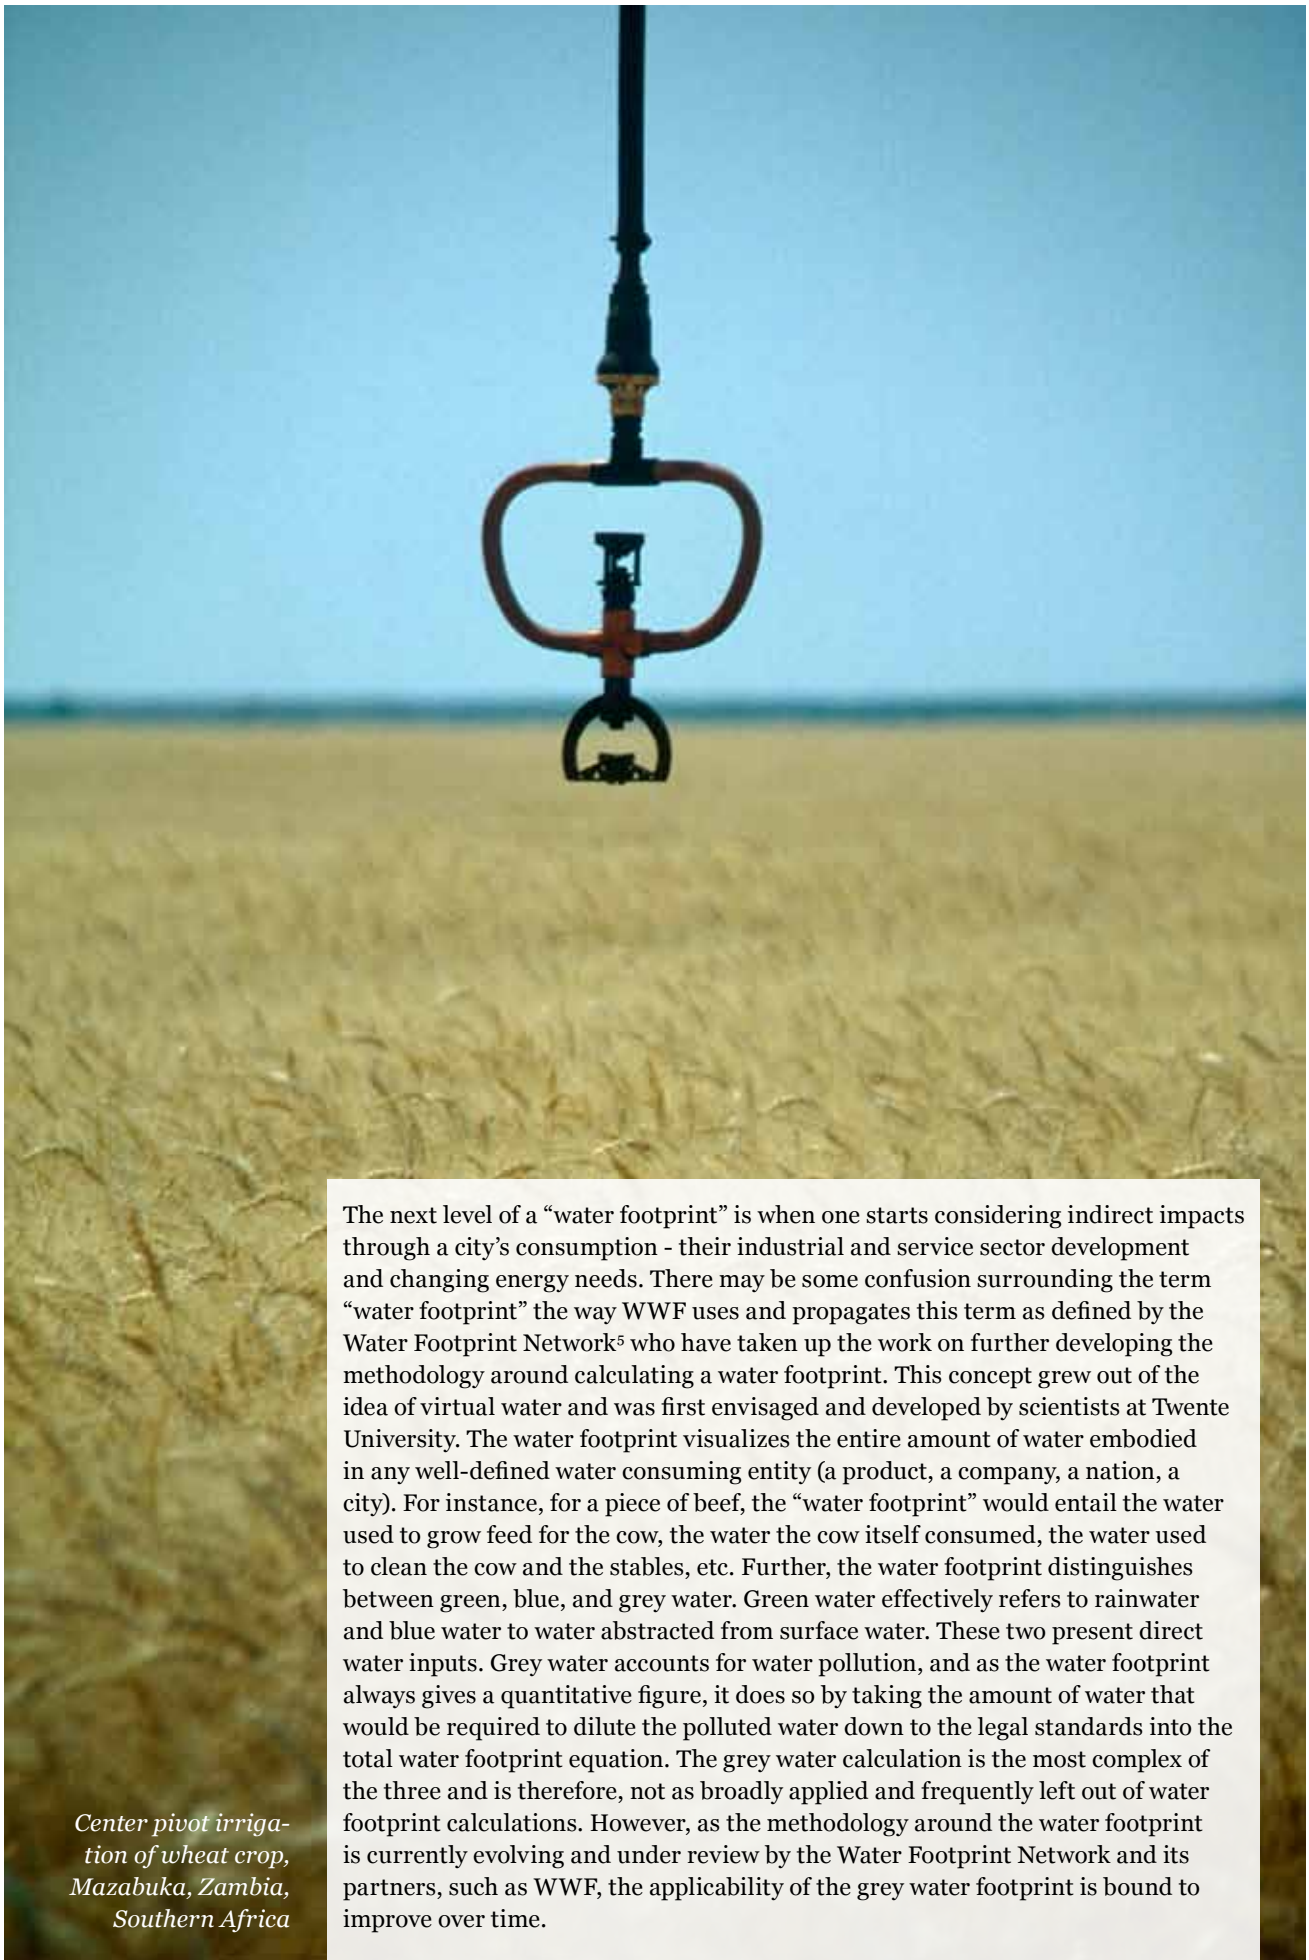 The next level of a “water footprint” is when one starts considering indirect impacts
through a city’s consumption - their industrial and service sector development
and changing energy needs. There may be some confusion surrounding the term
“water footprint” the way WWF uses and propagates this term as defined by the
Water Footprint Network⁵ who have taken up the work on further developing the
methodology around calculating a water footprint. This concept grew out of the
idea of virtual water and was first envisaged and developed by scientists at Twente
University. The water footprint visualizes the entire amount of water embodied
in any well-defined water consuming entity (a product, a company, a nation, a
city). For instance, for a piece of beef, the “water footprint” would entail the water
used to grow feed for the cow, the water the cow itself consumed, the water used
to clean the cow and the stables, etc. Further, the water footprint distinguishes
between green, blue, and grey water. Green water effectively refers to rainwater
and blue water to water abstracted from surface water. These two present direct
water inputs. Grey water accounts for water pollution, and as the water footprint
always gives a quantitative figure, it does so by taking the amount of water that
would be required to dilute the polluted water down to the legal standards into the
total water footprint equation. The grey water calculation is the most complex of
the three and is therefore, not as broadly applied and frequently left out of water
footprint calculations. However, as the methodology around the water footprint
is currently evolving and under review by the Water Footprint Network and its
partners, such as WWF, the applicability of the grey water footprint is bound to
improve over time.
Center pivot irriga-
tion of wheat crop,
Mazabuka, Zambia,
Southern Africa